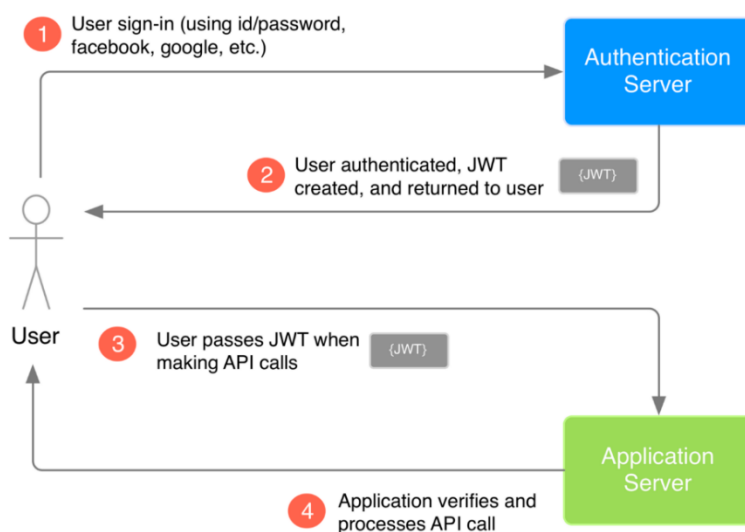 1
User sign-in (using id/password,
facebook, google, etc.)
Authentication
Server
2
User authenticated, JWT
created, and returned to user
{JWT}
User
3
User passes JWT when
making API calls
{JWT}
Application
Server
4
Application verifies and
processes API call